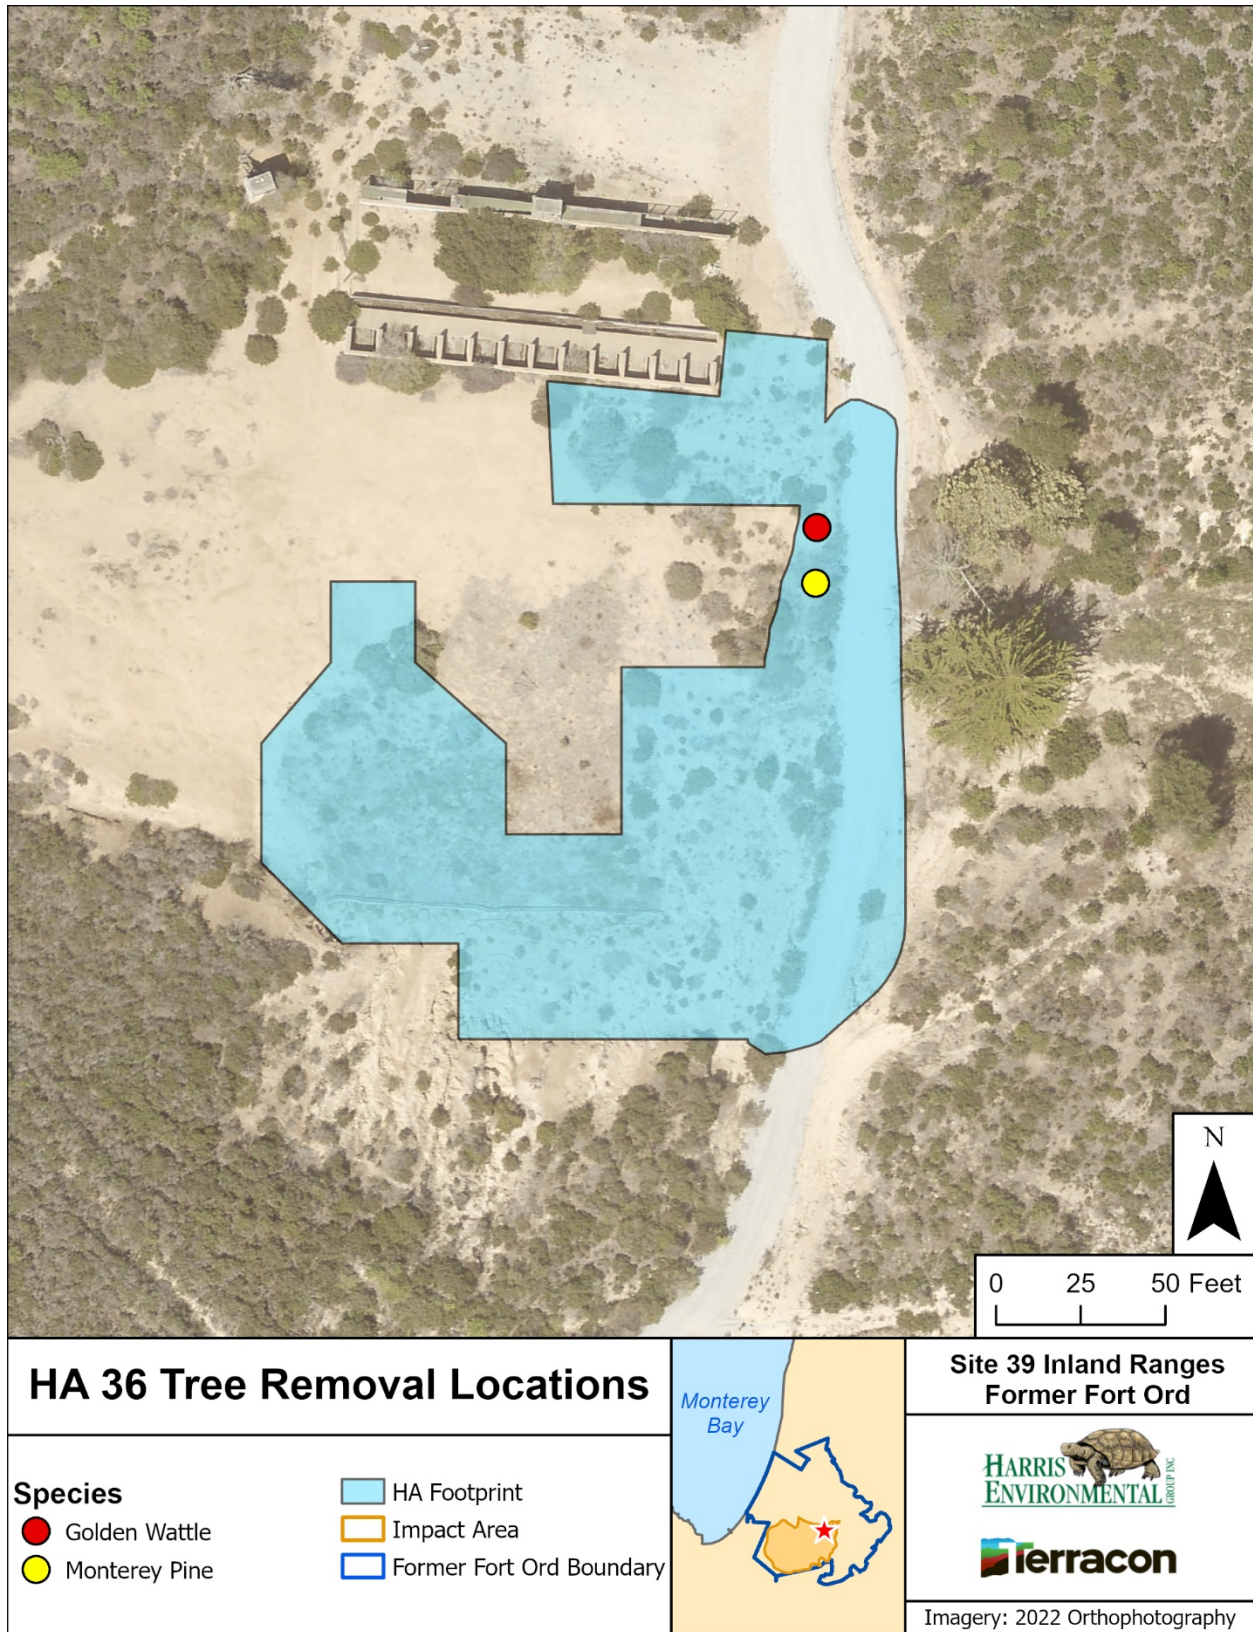 N
0 25 50 Feet
HA 36 Tree Removal Locations
Species
Golden Wattle
Monterey Pine
HA Footprint
Impact Area
Former Fort Ord Boundary
Monterey
Bay
Site 39 Inland Ranges
Former Fort Ord
HARRIS
ENVIRONMENTAL
GROUP INC
Terracon
Imagery: 2022 Orthophotography